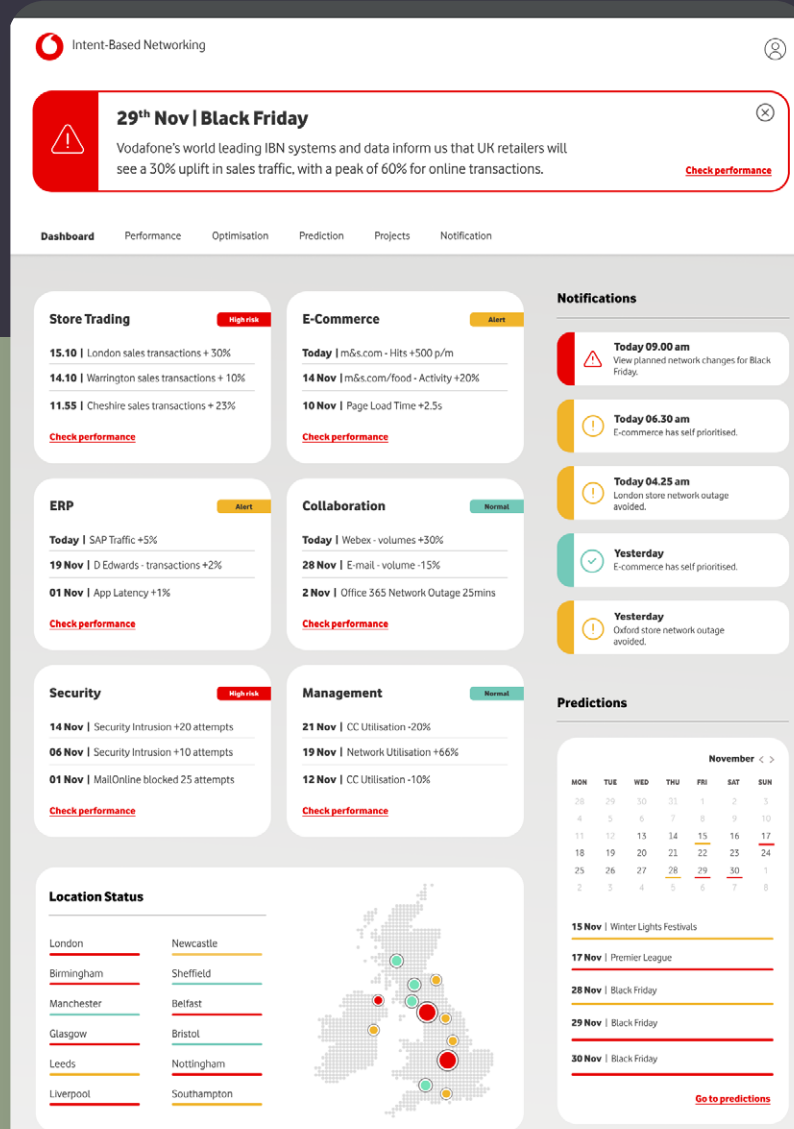 Intent-Based Networking
29th Nov | Black Friday
Vodafone's world leading IBN systems and data inform us that UK retailers will
see a 30% uplift in sales traffic, with a peak of 60% for online transactions.
Check performance
Dashboard Performance Optimisation Prediction Projects Notification
Store Trading
High risk
15.10 | London sales transactions + 30%
14.10 | Warrington sales transactions + 10%
11.55 | Cheshire sales transactions + 23%
Check performance
E-Commerce
Alert
Today | m&s.com - Hits +500 p/m
14 Nov | m&s.com/food - Activity +20%
10 Nov | Page Load Time +2.5s
Check performance
ERP
Alert
Today | SAP Traffic +5%
19 Nov | D Edwards - transactions +2%
01 Nov | App Latency +1%
Check performance
Collaboration
Normal
Today | Webex - volumes +30%
28 Nov | E-mail - volume -15%
2 Nov | Office 365 Network Outage 25mins
Check performance
Security
High risk
14 Nov | Security Intrusion +20 attempts
06 Nov | Security Intrusion +10 attempts
01 Nov | MailOnline blocked 25 attempts
Check performance
Management
Normal
21 Nov | CC Utilisation -20%
19 Nov | Network Utilisation +66%
12 Nov | CC Utilisation -10%
Check performance
Location Status
London
Birmingham
Manchester
Glasgow
Leeds
Liverpool
Newcastle
Sheffield
Belfast
Bristol
Nottingham
Southampton
Notifications
Today 09.00 am
View planned network changes for Black
Friday.
Today 06.30 am
E-commerce has self prioritised.
Today 04.25 am
London store network outage
avoided.
Yesterday
E-commerce has self prioritised.
Yesterday
Oxford store network outage
avoided.
Predictions
November < >
MON TUE WED THU FRI SAT SUN
28 29 30 31 1 2 3
4 5 6 7 8 9 10
11 12 13 14 15 16 17
18 19 20 21 22 23 24
25 26 27 28 29 30 1
2 3 4 5 6 7 8
15 Nov | Winter Lights Festivals
17 Nov | Premier League
28 Nov | Black Friday
29 Nov | Black Friday
30 Nov | Black Friday
Go to predictions